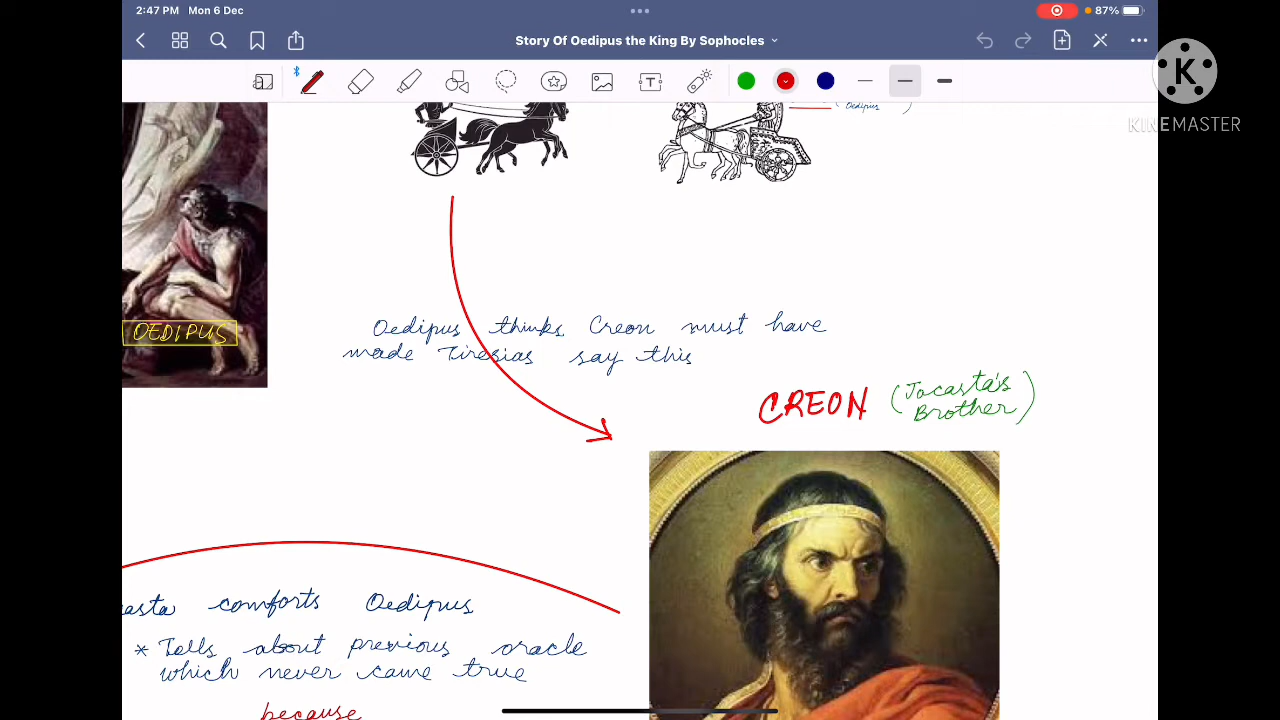 2:47 PM Mon 6 Dec
87%
Story Of Oedipus the King By Sophocles
T
K
KINEMASTER
Oedipus
OEDIPUS
Oedipus thinks Creon must have
made Tiresias say this
CREON (Jocasta's
Brother)
comforts Oedipus
* Tells about previous oracle
which never came true
because